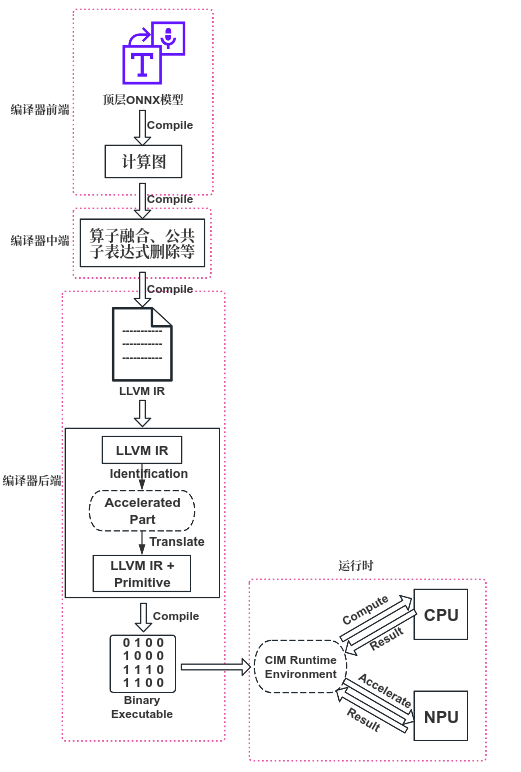 T
顶层ONNX模型
编译器前端
Compile
计算图
Compile
编译器中端
算子融合、公共
子表达式删除等
Compile
LLVM IR
编译器后端
LLVM IR
Identification
Accelerated
Part
Translate
LLVM IR +
Primitive
Compile
0 1 0 0
1 0 0 0
1 1 1 0
1 1 0 0
Binary
Executable
运行时
CIM Runtime
Environment
Compute
Result
CPU
Accelerate
Result
NPU